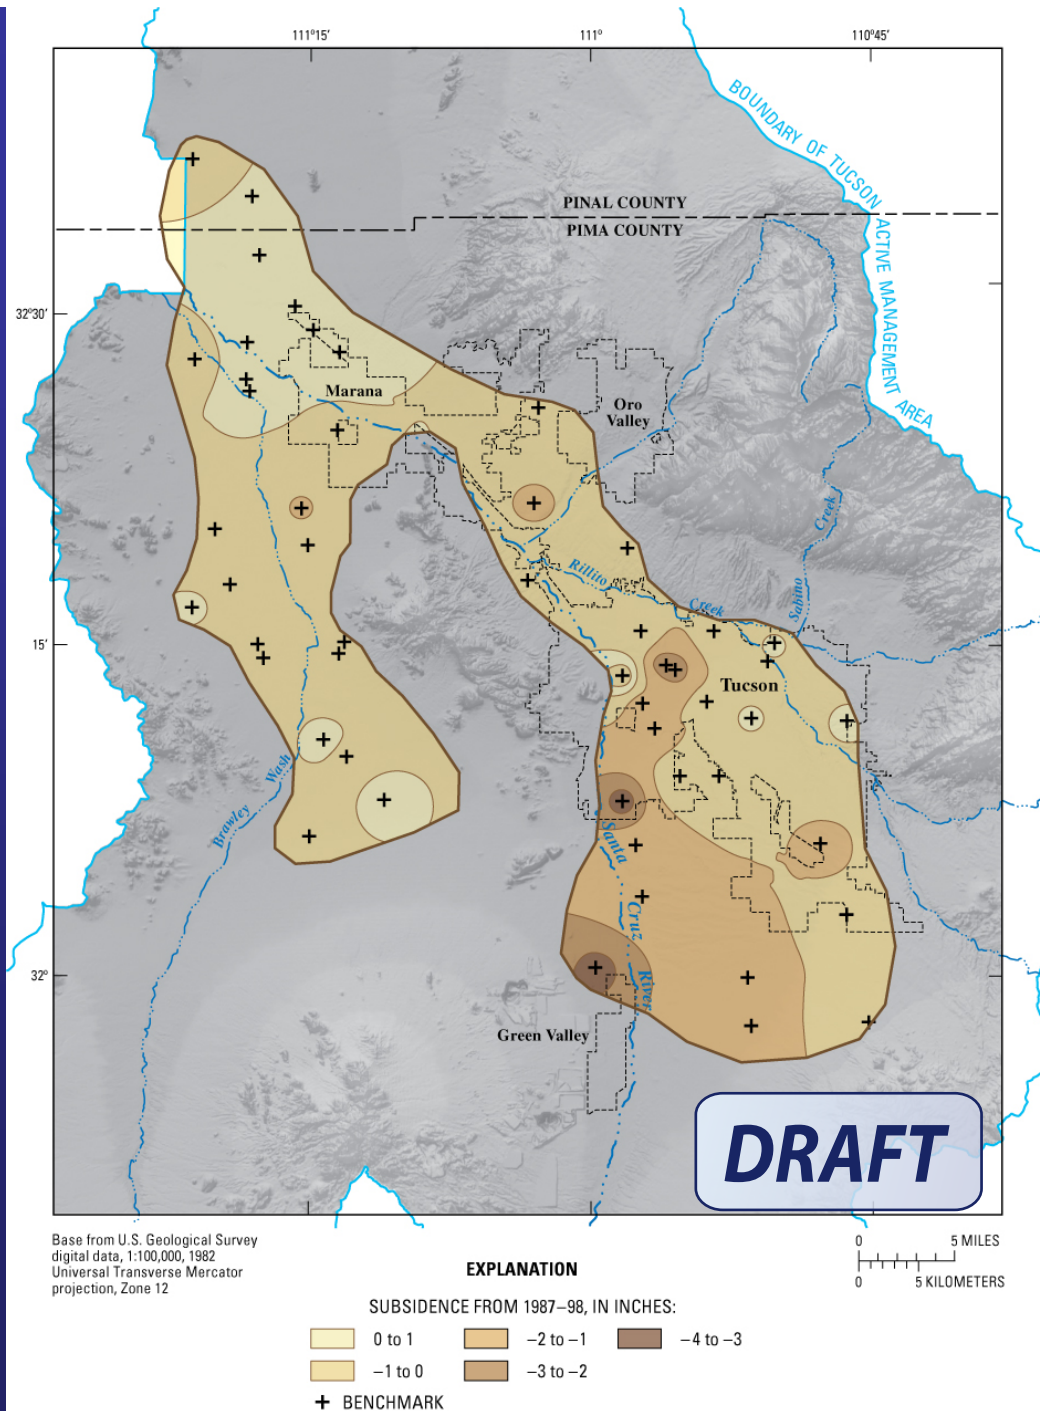 111°15'
111°
110°45'
BOUNDARY OF TUCSON ACTIVE MANAGEMENT AREA
PINAL COUNTY
PIMA COUNTY
32°30'
Marana
Oro
Valley
Creek
Sabino
Rillito
Creek
15'
Tucson
Brawley
Wash
Santa
Cruz
River
32°
Green Valley
DRAFT
Base from U.S. Geological Survey
digital data, 1:100,000, 1982
Universal Transverse Mercator
projection, Zone 12
0
5 MILES
0
5 KILOMETERS
EXPLANATION
SUBSIDENCE FROM 1987–98, IN INCHES:
0 to 1
−2 to −1
−4 to −3
−1 to 0
−3 to −2
BENCHMARK